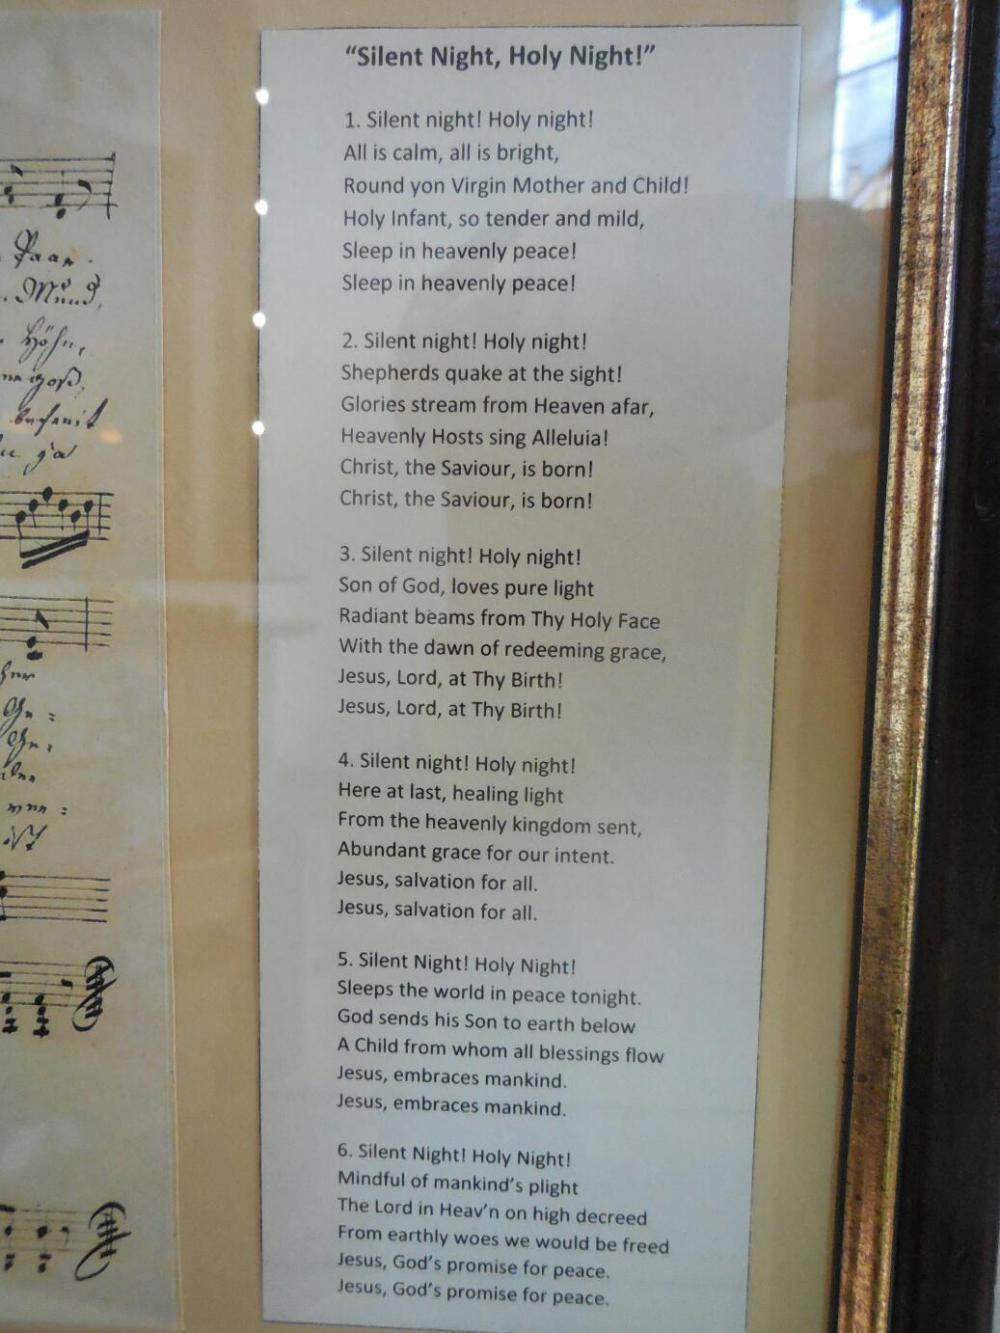 Paar.
Mund,
Höhn,
goß,
befreit
ja
ist
"Silent Night, Holy Night!"
1. Silent night! Holy night!
All is calm, all is bright,
Round yon Virgin Mother and Child!
Holy Infant, so tender and mild,
Sleep in heavenly peace!
Sleep in heavenly peace!
2. Silent night! Holy night!
Shepherds quake at the sight!
Glories stream from Heaven afar,
Heavenly Hosts sing Alleluia!
Christ, the Saviour, is born!
Christ, the Saviour, is born!
3. Silent night! Holy night!
Son of God, loves pure light
Radiant beams from Thy Holy Face
With the dawn of redeeming grace,
Jesus, Lord, at Thy Birth!
Jesus, Lord, at Thy Birth!
4. Silent night! Holy night!
Here at last, healing light
From the heavenly kingdom sent,
Abundant grace for our intent.
Jesus, salvation for all.
Jesus, salvation for all.
5. Silent Night! Holy Night!
Sleeps the world in peace tonight.
God sends his Son to earth below
A Child from whom all blessings flow
Jesus, embraces mankind.
Jesus, embraces mankind.
6. Silent Night! Holy Night!
Mindful of mankind's plight
The Lord in Heav'n on high decreed
From earthly woes we would be freed
Jesus, God's promise for peace.
Jesus, God's promise for peace.